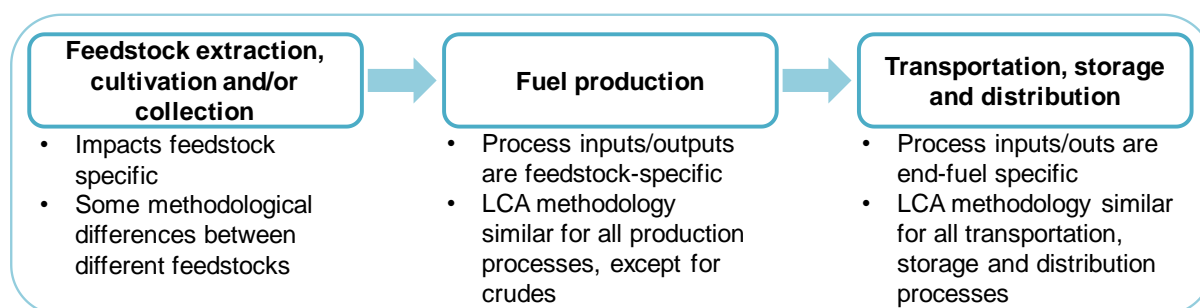 Feedstock extraction,
cultivation and/or
collection
• Impacts feedstock
specific
• Some methodological
differences between
different feedstocks
Fuel production
• Process inputs/outputs
are feedstock-specific
• LCA methodology
similar for all production
processes, except for
crudes
Transportation, storage
and distribution
• Process inputs/outs are
end-fuel specific
• LCA methodology similar
for all transportation,
storage and distribution
processes